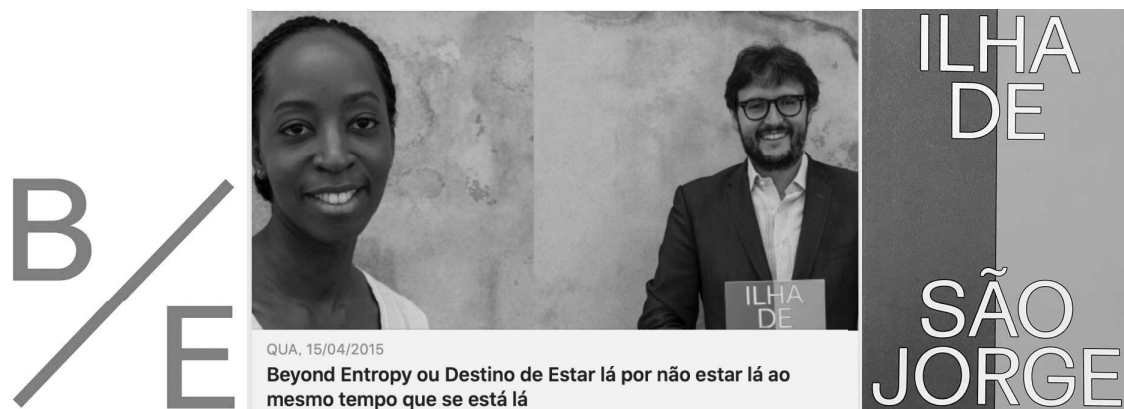 B/E
ILHA
DE
QUA, 15/04/2015
Beyond Entropy ou Destino de Estar lá por não estar lá ao
mesmo tempo que se está lá
ILHA
DE
SÃO
JORGE